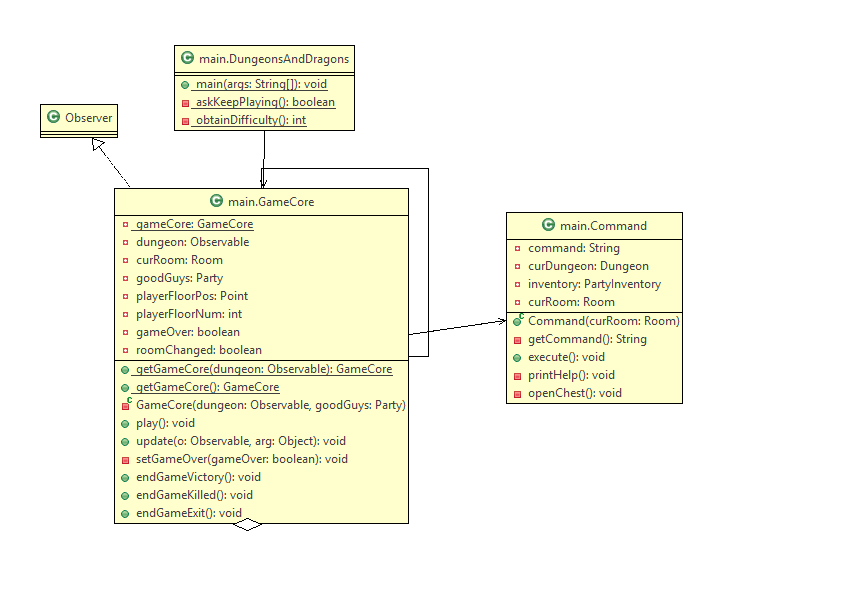 main.DungeonsAndDragons
main(args: String[]): void
askKeepPlaying(): boolean
obtainDifficulty(): int
Observer
main.GameCore
gameCore: GameCore
dungeon: Observable
curRoom: Room
goodGuys: Party
playerFloorPos: Point
playerFloorNum: int
gameOver: boolean
roomChanged: boolean
getGameCore(dungeon: Observable): GameCore
getGameCore(): GameCore
GameCore(dungeon: Observable, goodGuys: Party)
play(): void
update(o: Observable, arg: Object): void
setGameOver(gameOver: boolean): void
endGameVictory(): void
endGameKilled(): void
endGameExit(): void
main.Command
command: String
curDungeon: Dungeon
inventory: PartyInventory
curRoom: Room
Command(curRoom: Room)
getCommand(): String
execute(): void
printHelp(): void
openChest(): void